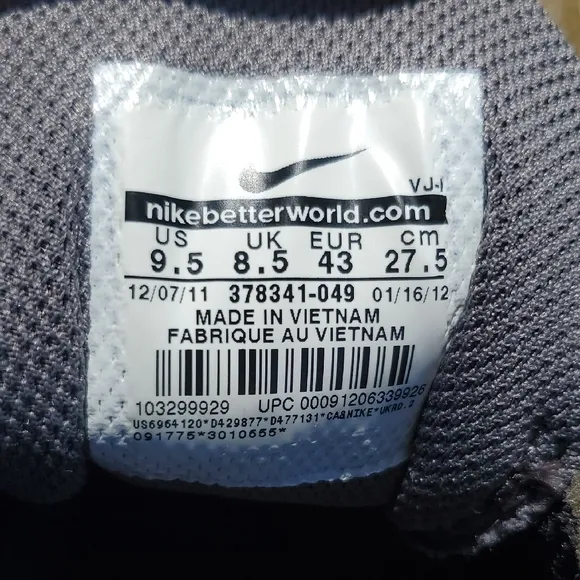 VJ-I
nikebetterworld.com
US UK EUR cm
9.5 8.5 43 27.5
12/07/11 378341-049 01/16/12
MADE IN VIETNAM
FABRIQUE AU VIETNAM
103299929 UPC 00091206339926
US6964120*D429877*D477131*CA&NIKE*UKRD.2
091775*3010655*